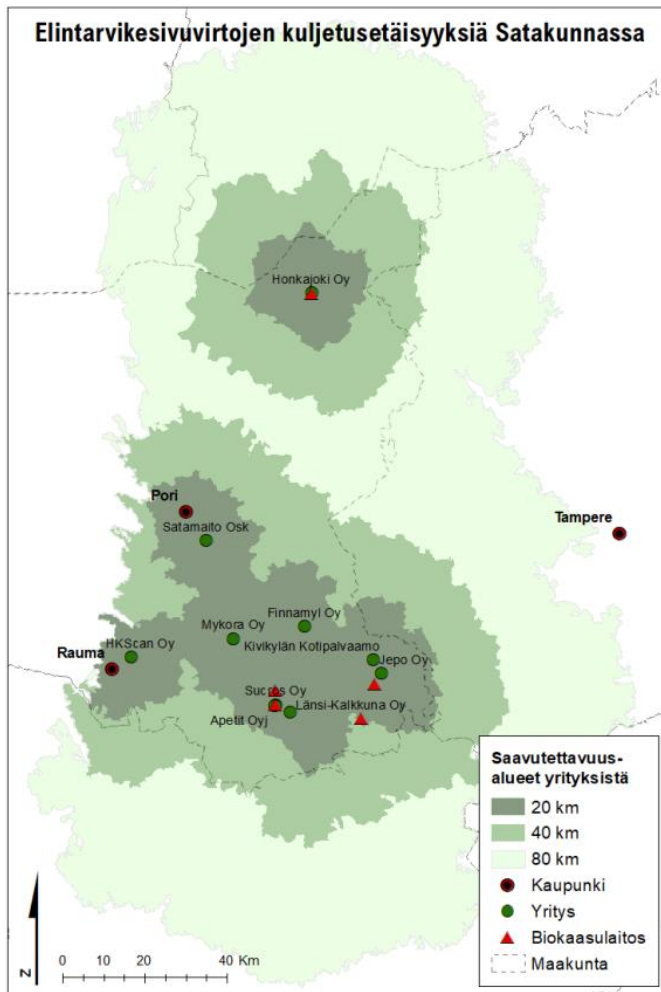 Elintarvikesivuvirtojen kuljetusetäisyyksiä Satakunnassa
Honkajoki Oy
Pori
Satamaito Osk
Tampere
Finnamyl Oy
Mykora Oy
HKScan Oy
Kivikylän Kotipalvaamo
Rauma
Jepo Oy
Sucros Oy
Länsi-Kalkkuna Oy
Apetit Oyj
Saavutettavuus-
alueet yrityksistä
20 km
40 km
80 km
Kaupunki
Yritys
Biokaasulaitos
Maakunta
N
0 10 20 40 Km